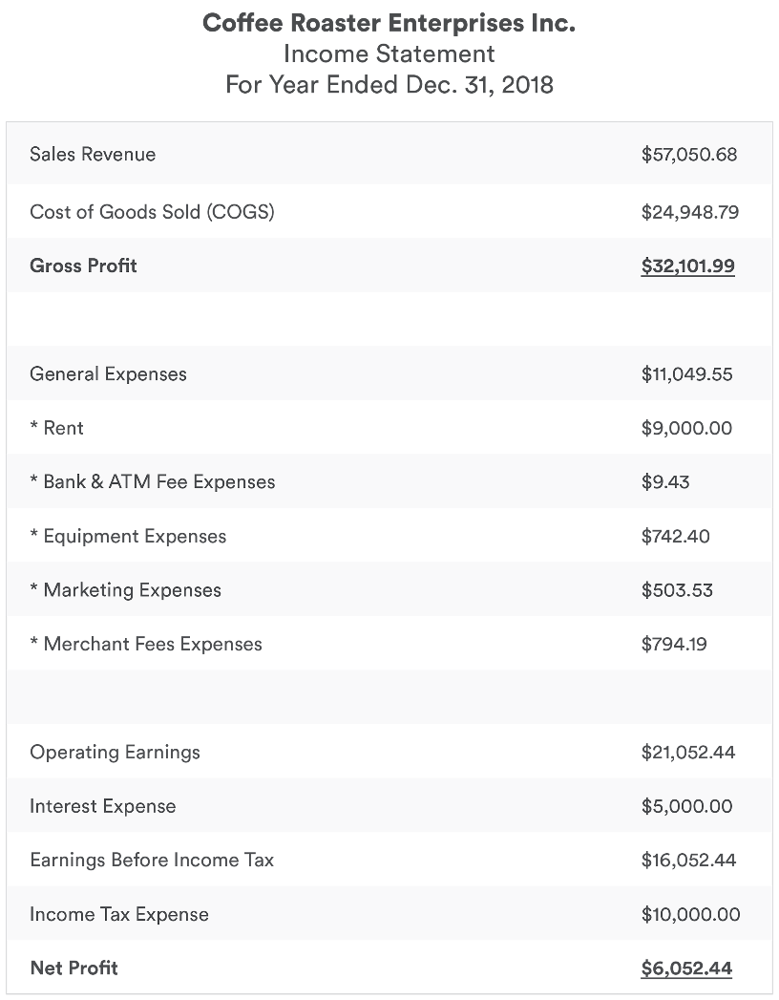 Coffee Roaster Enterprises Inc.
Income Statement
For Year Ended Dec. 31, 2018
Sales Revenue $57,050.68
Cost of Goods Sold (COGS) $24,948.79
Gross Profit $32,101.99
General Expenses $11,049.55
* Rent $9,000.00
* Bank & ATM Fee Expenses $9.43
* Equipment Expenses $742.40
* Marketing Expenses $503.53
* Merchant Fees Expenses $794.19
Operating Earnings $21,052.44
Interest Expense $5,000.00
Earnings Before Income Tax $16,052.44
Income Tax Expense $10,000.00
Net Profit $6,052.44